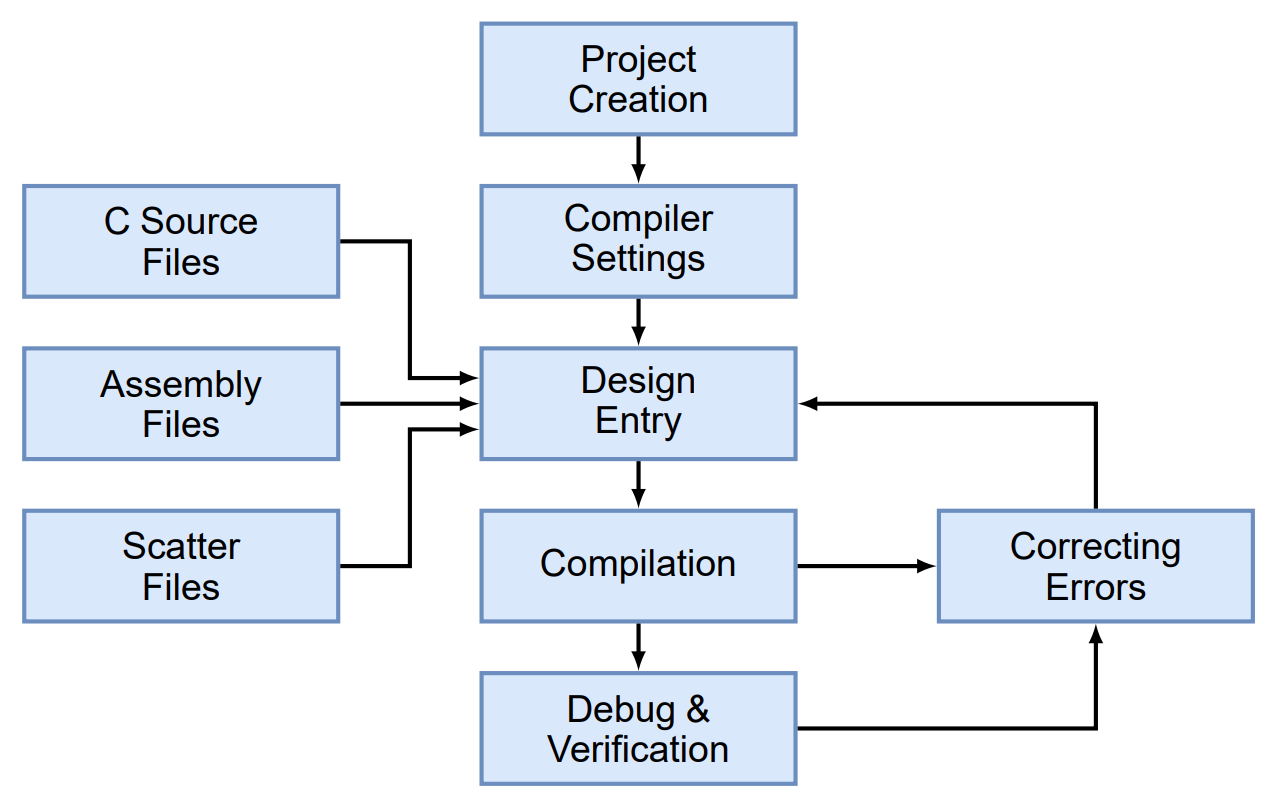 Project
Creation
C Source
Files
Compiler
Settings
Assembly
Files
Design
Entry
Scatter
Files
Compilation
Correcting
Errors
Debug &
Verification